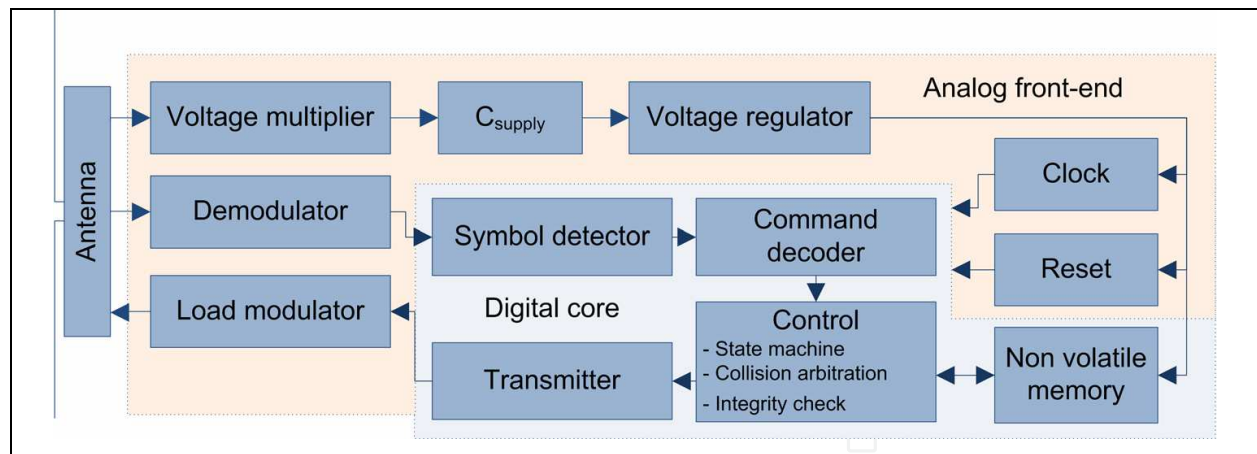 Analog front-end
Voltage multiplier
Csupply
Voltage regulator
Antenna
Clock
Demodulator
Symbol detector
Command
decoder
Reset
Load modulator
Digital core
Control
- State machine
- Collision arbitration
- Integrity check
Transmitter
Non volatile
memory